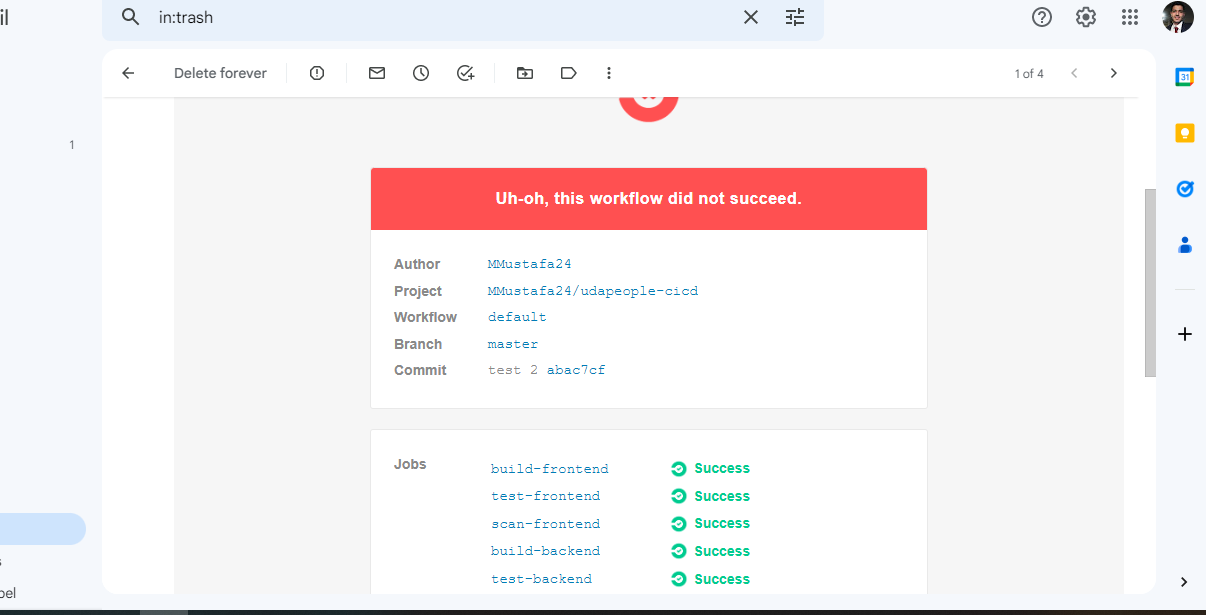 il
in:trash
Delete forever
1 of 4
31
1
Uh-oh, this workflow did not succeed.
Author MMustafa24
Project MMustafa24/udapeople-cicd
Workflow default
Branch master
Commit test 2 abac7cf
Jobs
build-frontend Success
test-frontend Success
scan-frontend Success
build-backend Success
test-backend Success
s
bel